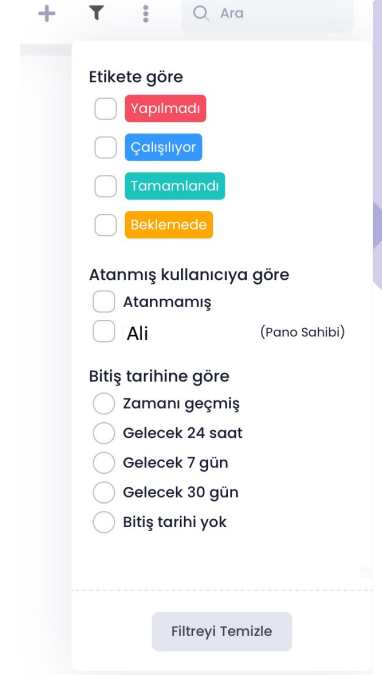 Ara
Etikete göre
Yapılmadı
Çalışılıyor
Tamamlandı
Beklemede
Atanmış kullanıcıya göre
Atanmamış
Ali (Pano Sahibi)
Bitiş tarihine göre
Zamanı geçmiş
Gelecek 24 saat
Gelecek 7 gün
Gelecek 30 gün
Bitiş tarihi yok
Filtreyi Temizle